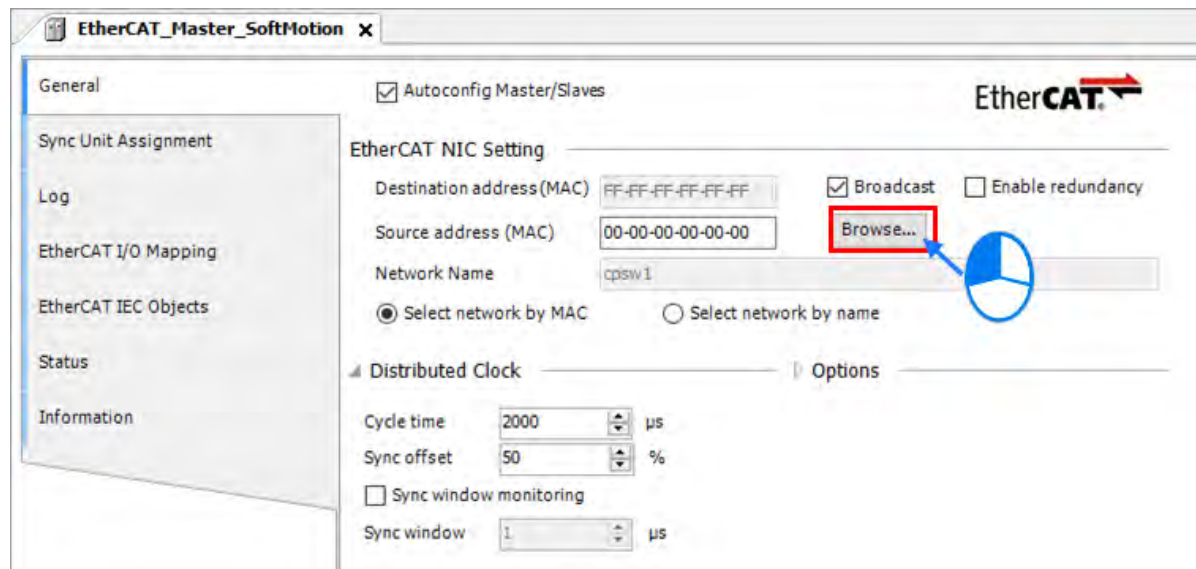 EtherCAT_Master_SoftMotion x
General
Sync Unit Assignment
Log
EtherCAT I/O Mapping
EtherCAT IEC Objects
Status
Information
Autoconfig Master/Slaves
EtherCAT.
EtherCAT NIC Setting
Destination address (MAC) FF-FF-FF-FF-FF-FF Broadcast Enable redundancy
Source address (MAC) 00-00-00-00-00-00 Browse...
Network Name cpsw1
Select network by MAC Select network by name
Distributed Clock Options
Cycle time 2000 µs
Sync offset 50 %
Sync window monitoring
Sync window 1 µs